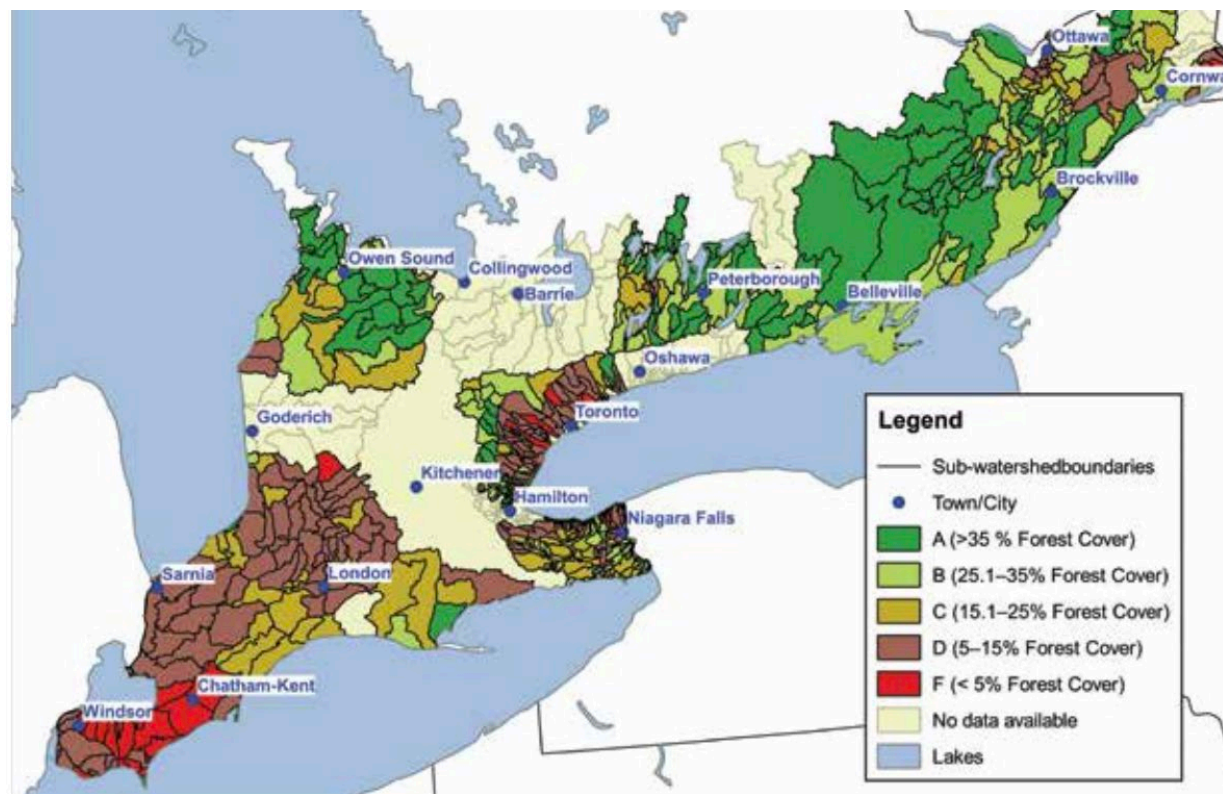 Ottawa
Cornwa
Brockville
Owen Sound
Collingwood
Barrie
Peterborough
Belleville
Oshawa
Goderich
Toronto
Kitchener
Hamilton
Niagara Falls
Sarnia
London
Chatham-Kent
Windsor
Legend
Sub-watershedboundaries
Town/City
A (>35 % Forest Cover)
B (25.1–35% Forest Cover)
C (15.1–25% Forest Cover)
D (5–15% Forest Cover)
F (< 5% Forest Cover)
No data available
Lakes